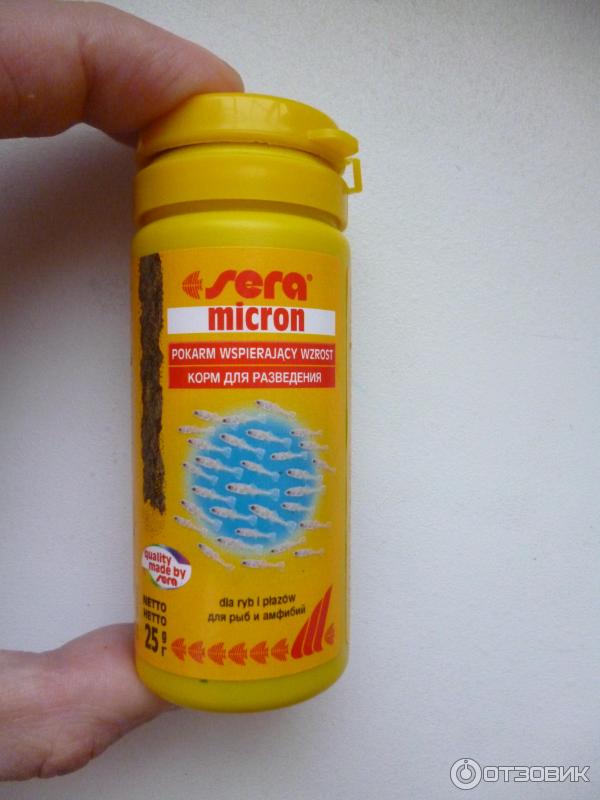 sera®
micron
POKARM WSPIERAJĄCY WZROST
КОРМ ДЛЯ РАЗВЕДЕНИЯ
quality
made by
sera
dla ryb i płazów
для рыб и амфибий
NETTO
НЕТТО
25 g
г
ОТЗОВИК